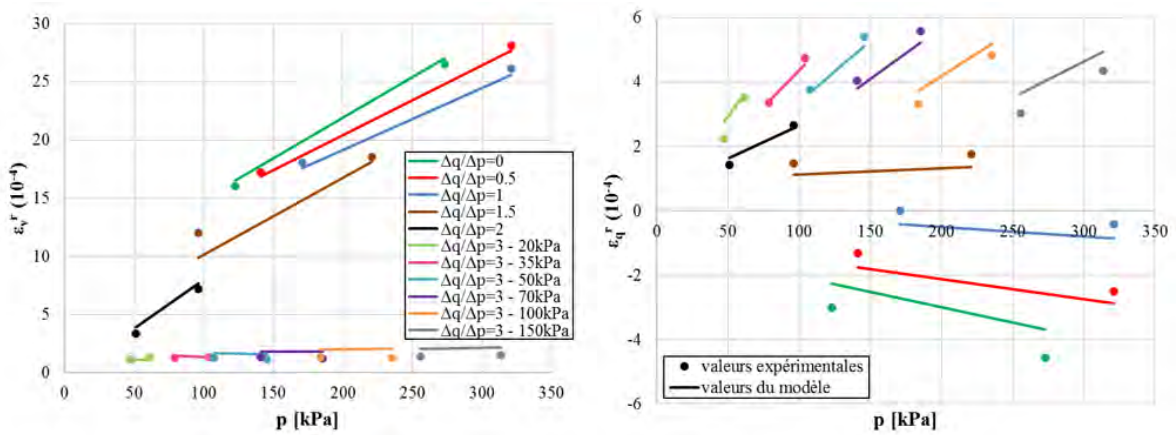 30
25
20
15
10
5
0
εᵥʳ (10⁻⁴)
Δq/Δp=0
Δq/Δp=0.5
Δq/Δp=1
Δq/Δp=1.5
Δq/Δp=2
Δq/Δp=3 - 20kPa
Δq/Δp=3 - 35kPa
Δq/Δp=3 - 50kPa
Δq/Δp=3 - 70kPa
Δq/Δp=3 - 100kPa
Δq/Δp=3 - 150kPa
0 50 100 150 200 250 300 350
p [kPa]
6
4
2
0
-2
-4
-6
ε_qʳ (10⁻⁴)
0 50 100 150 200 250 300 350
valeurs expérimentales
valeurs du modèle
p [kPa]